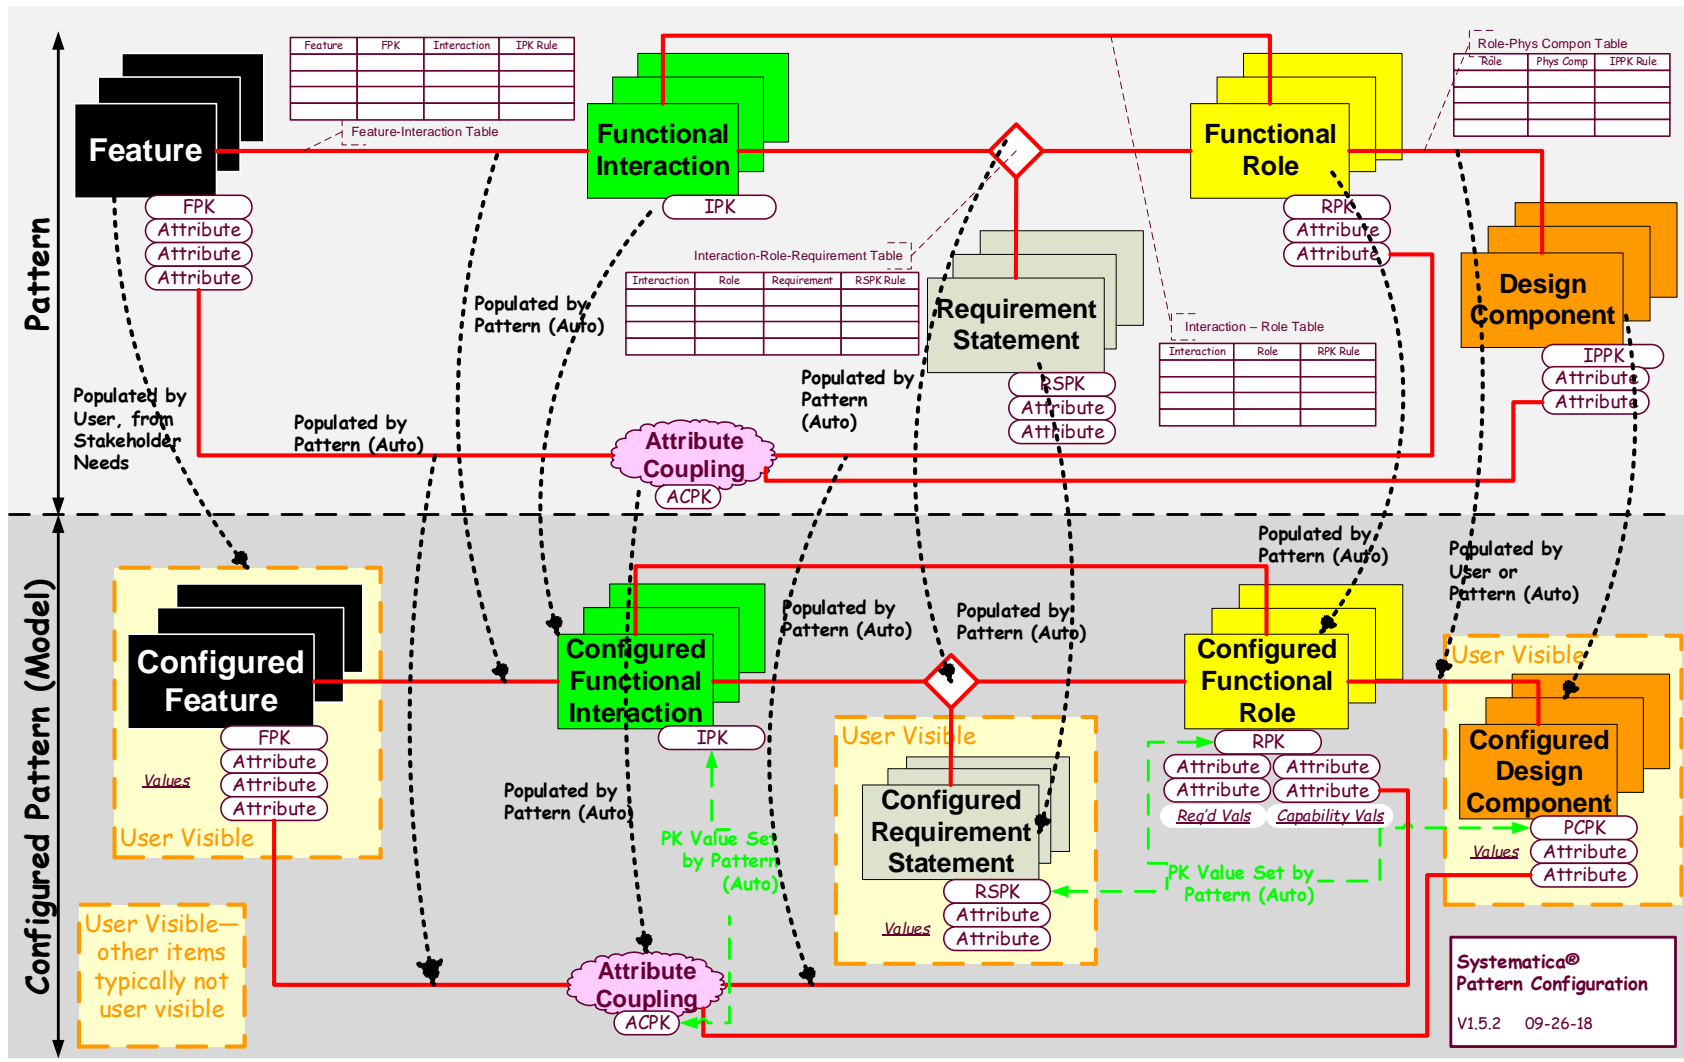 Pattern
Feature
FPK
Attribute
Attribute
Attribute
Feature FPK Interaction IPK Rule
Feature-Interaction Table
Functional
Interaction
IPK
Interaction-Role-Requirement Table
Interaction Role Requirement RSPK Rule
Requirement
Statement
RSPK
Attribute
Attribute
Functional
Role
RPK
Attribute
Attribute
Interaction – Role Table
Interaction Role RPK Rule
Role-Phys Compon Table
Role Phys Comp IPPK Rule
Design
Component
IPPK
Attribute
Attribute
Populated by
User, from
Stakeholder
Needs
Populated by
Pattern (Auto)
Populated by
Pattern (Auto)
Populated by
Pattern
(Auto)
Attribute
Coupling
ACPK
Configured Pattern (Model)
Configured
Feature
FPK
Attribute
Attribute
Attribute
Values
User Visible
Configured
Functional
Interaction
IPK
Populated by
Pattern (Auto)
Populated by
Pattern (Auto)
Populated by
Pattern (Auto)
Populated by
Pattern (Auto)
Populated by
User or
Pattern (Auto)
PK Value Set
by Pattern
(Auto)
User Visible
Configured
Requirement
Statement
RSPK
Attribute
Attribute
Values
Configured
Functional
Role
RPK
Attribute Attribute
Attribute Attribute
Req'd Vals Capability Vals
PK Value Set by
Pattern (Auto)
User Visible
Configured
Design
Component
PCPK
Attribute
Attribute
Values
User Visible—
other items
typically not
user visible
Attribute
Coupling
ACPK
Systematica®
Pattern Configuration
V1.5.2 09-26-18